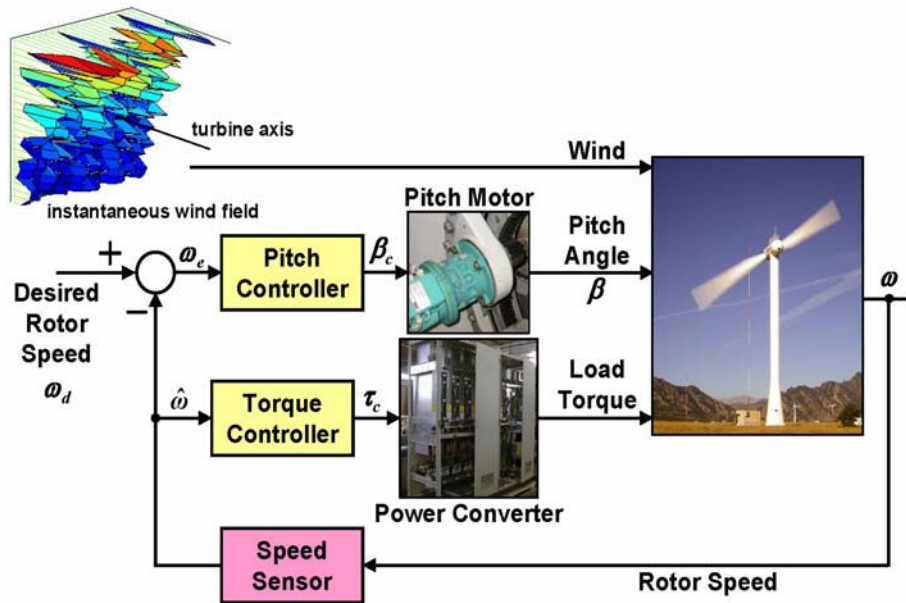 turbine axis
Wind
instantaneous wind field
Pitch Motor
+
ω_e
Pitch
Controller
β_c
Pitch
Angle
β
ω
−
Desired
Rotor
Speed
ω_d
ω̂
Torque
Controller
τ_c
Load
Torque
Power Converter
Speed
Sensor
Rotor Speed